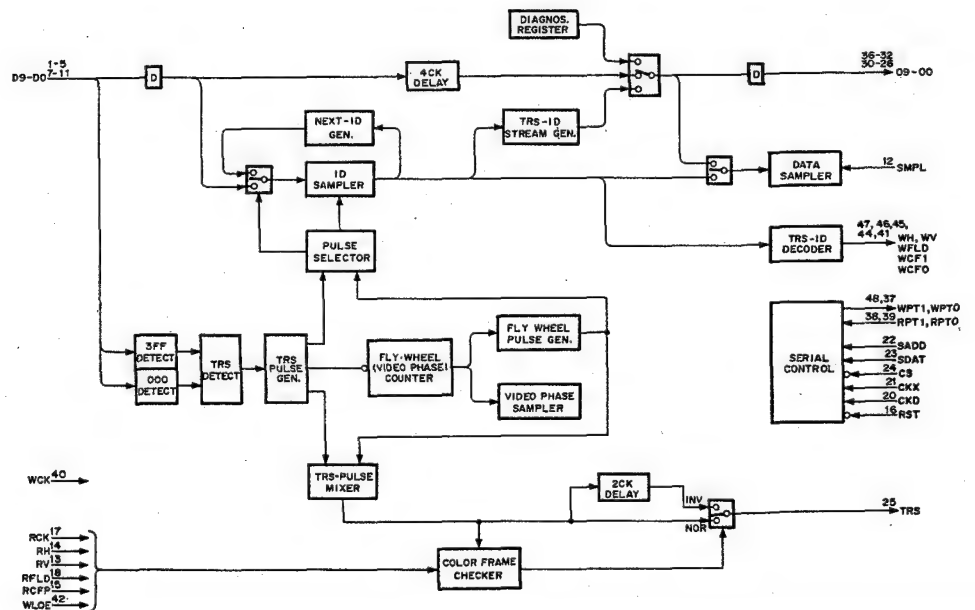 DIAGNOS.
REGISTER
1-5
7-11
D9-D0
D
4CK
DELAY
D
36-32
30-26
O9-O0
NEXT-ID
GEN.
TRS-ID
STREAM GEN.
ID
SAMPLER
DATA
SAMPLER
12
SMPL
PULSE
SELECTOR
TRS-ID
DECODER
47, 46, 45,
44, 41
WH, WV
WFLD
WCF1
WCF0
3FF
DETECT
000
DETECT
TRS
DETECT
TRS
PULSE
GEN.
FLY-WHEEL
(VIDEO PHASE)
COUNTER
FLY WHEEL
PULSE GEN.
VIDEO PHASE
SAMPLER
SERIAL
CONTROL
48,37
WPT1, WPT0
38,39
RPT1, RPT0
22
SADD
23
SDAT
24
CS
21
CKX
20
CKD
16
RST
TRS-PULSE
MIXER
WCK 40
2CK
DELAY
INV
NOR
25
TRS
RCK 17
RH 14
RV 13
RFLD 18
RCFP 15
WLOE 42
COLOR FRAME
CHECKER